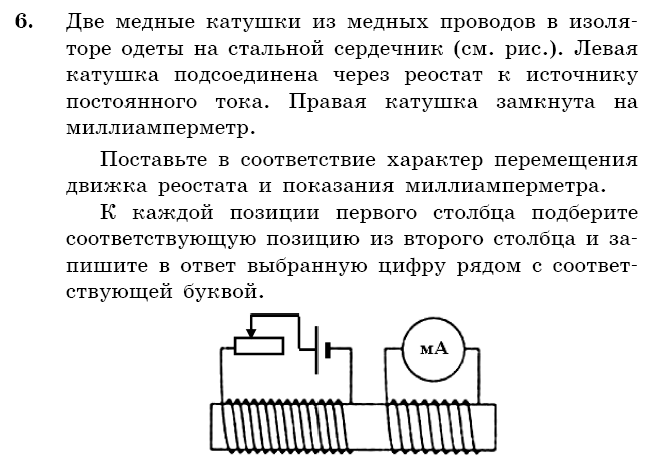 6. Две медные катушки из медных проводов в изоля-
торе одеты на стальной сердечник (см. рис.). Левая
катушка подсоединена через реостат к источнику
постоянного тока. Правая катушка замкнута на
миллиамперметр.
Поставьте в соответствие характер перемещения
движка реостата и показания миллиамперметра.
К каждой позиции первого столбца подберите
соответствующую позицию из второго столбца и за-
пишите в ответ выбранную цифру рядом с соответ-
ствующей буквой.
мА